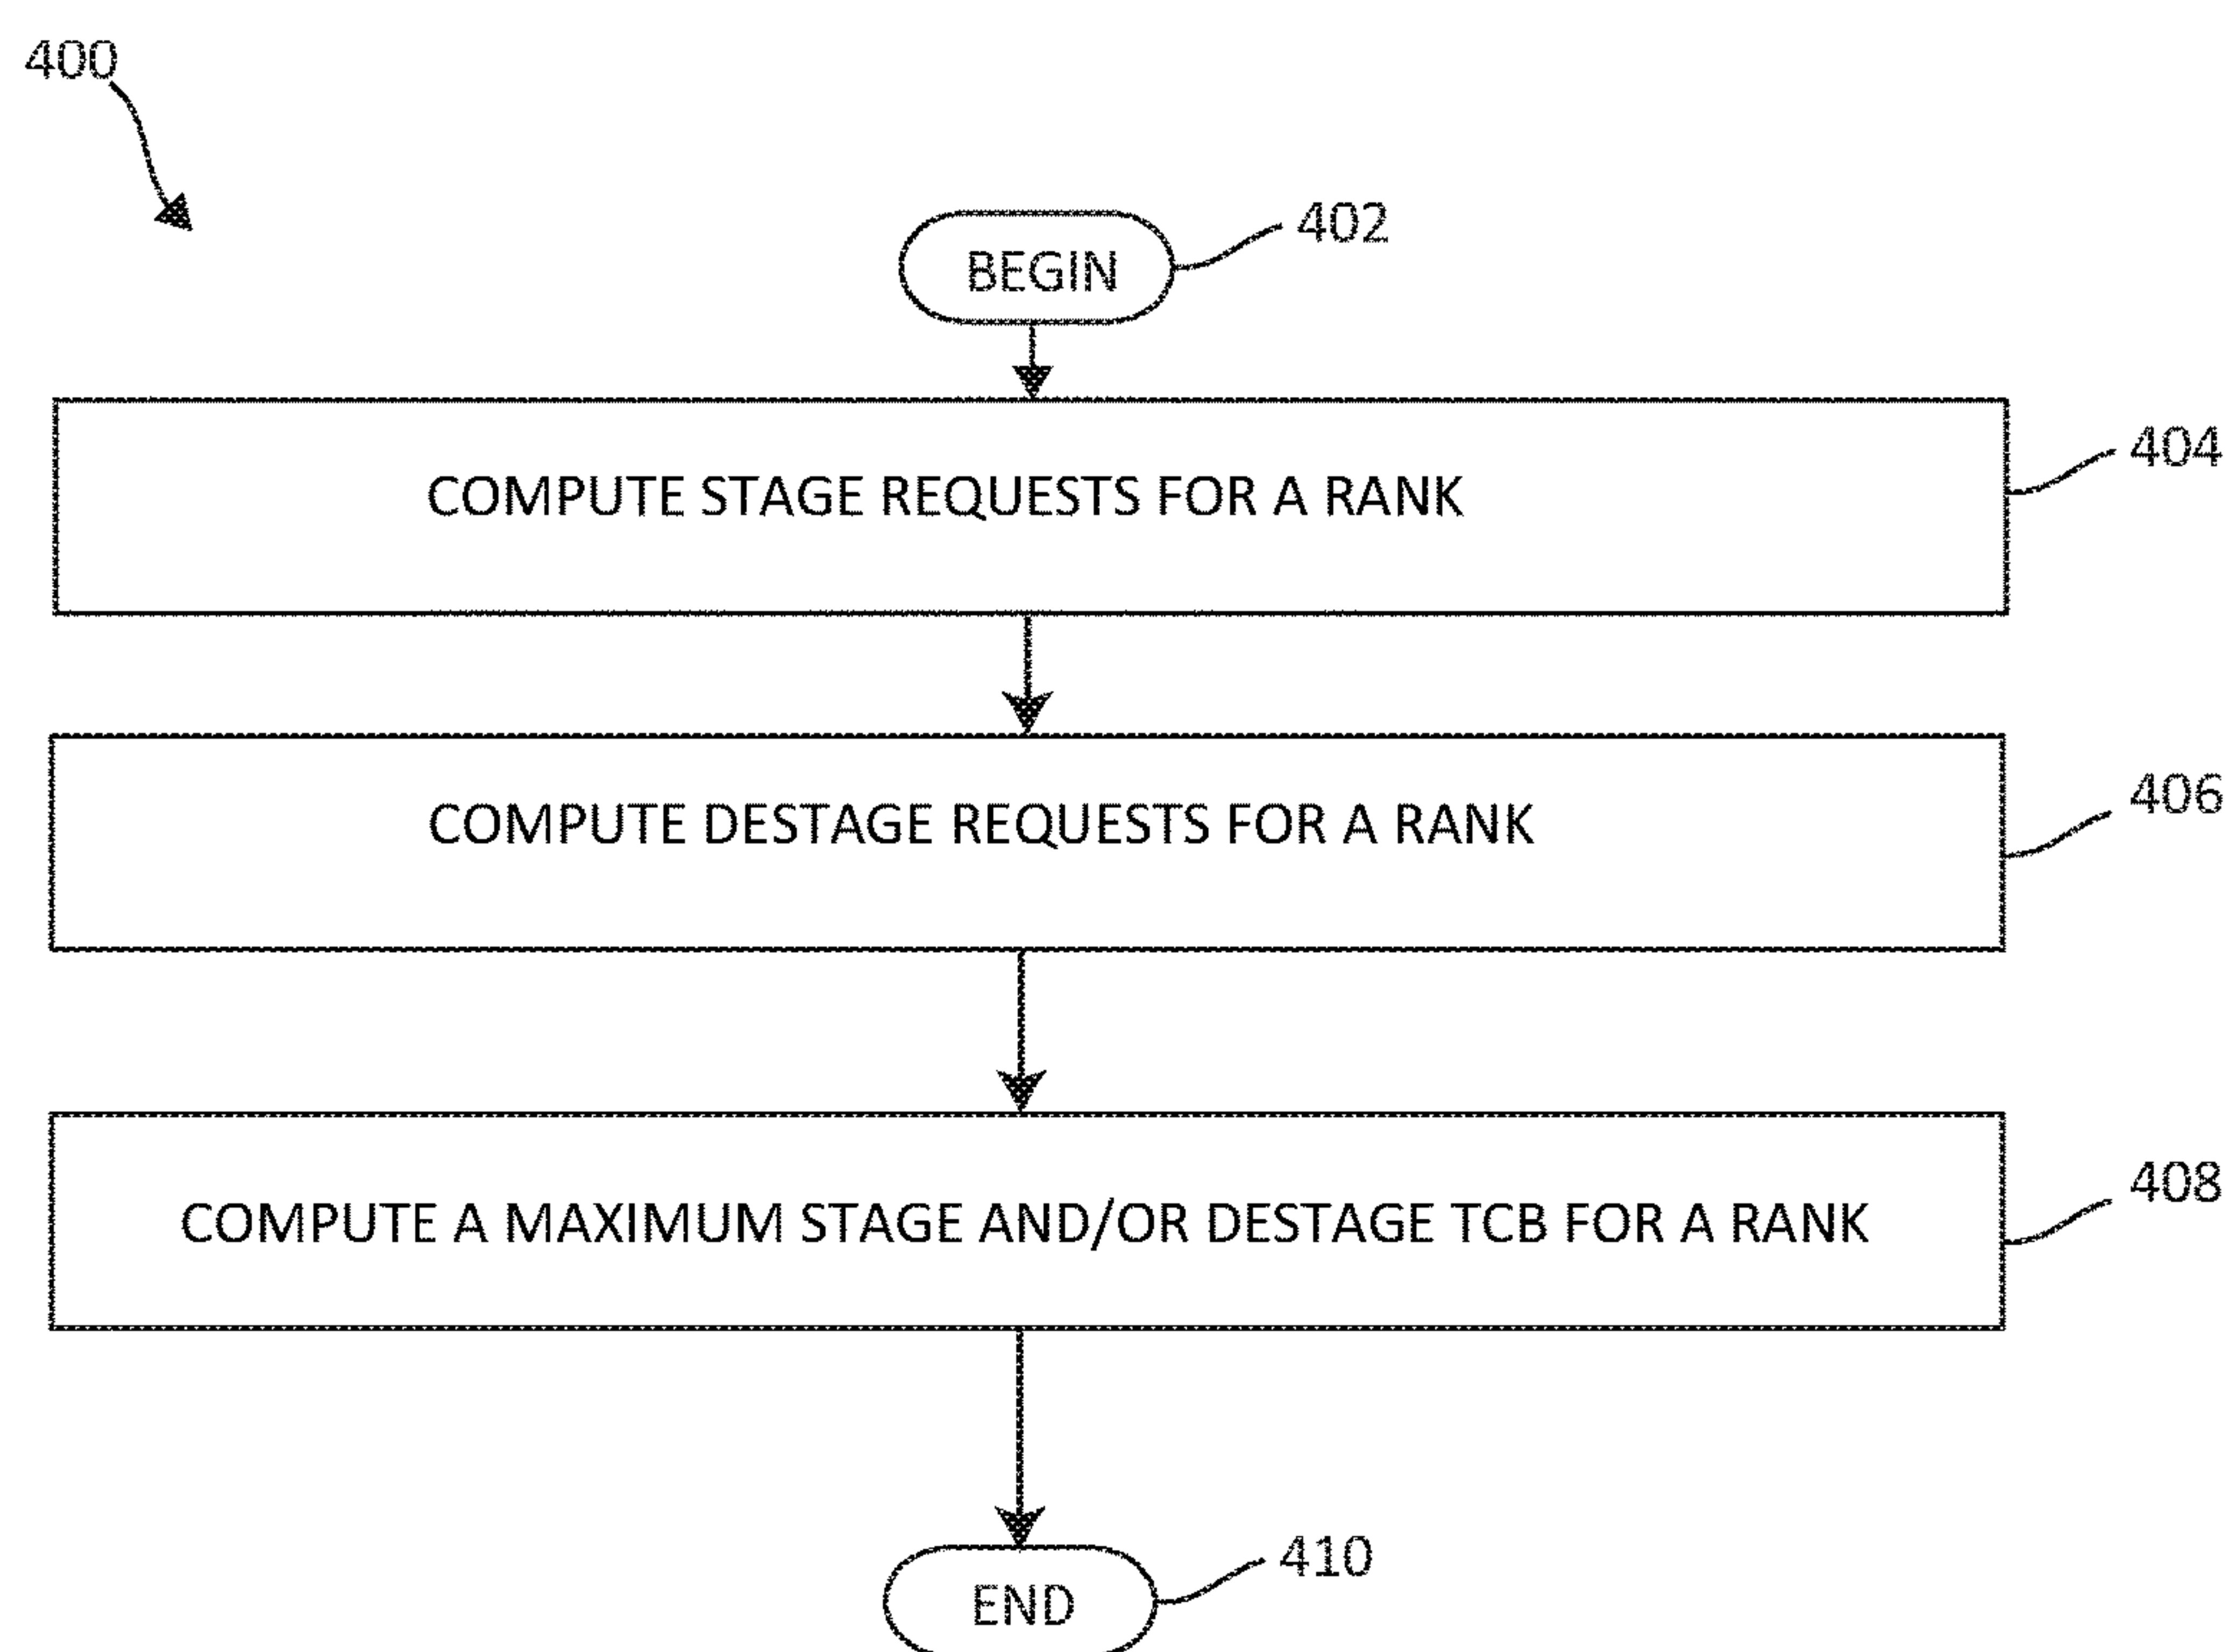 400
402
BEGIN
404
COMPUTE STAGE REQUESTS FOR A RANK
406
COMPUTE DESTAGE REQUESTS FOR A RANK
408
COMPUTE A MAXIMUM STAGE AND/OR DESTAGE TCB FOR A RANK
410
END